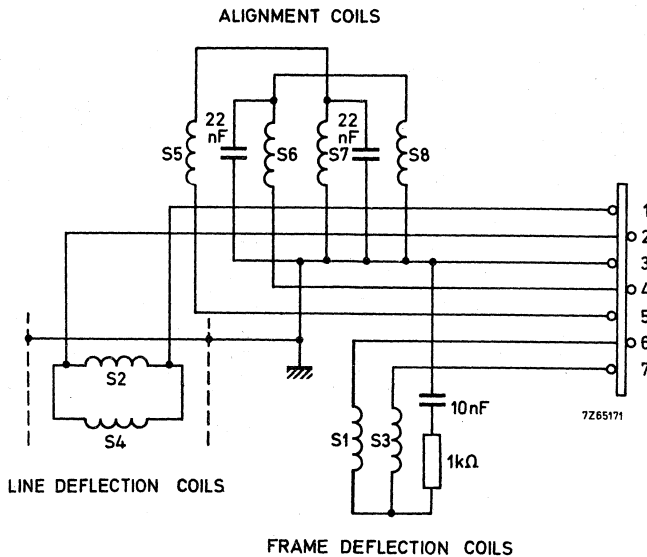 ALIGNMENT COILS
22
nF
22
nF
S5
S6
S7
S8
1
2
3
4
5
6
7
S2
S4
S1
S3
10nF
1kΩ
7Z65171
LINE DEFLECTION COILS
FRAME DEFLECTION COILS